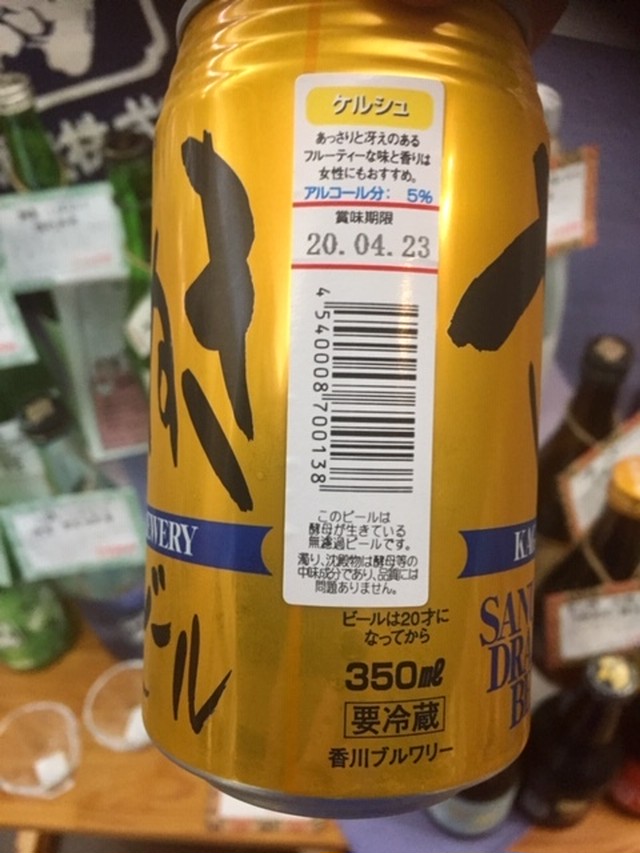 ケルシュ
あっさりと冴えのある
フルーティーな味と香りは
女性にもおすすめ。
アルコール分: 5%
賞味期限
20.04.23
4 540008 700138
このビールは
酵母が生きている
無濾過ビールです。
濁り、沈殿物は酵母等の
中味成分であり、品質には
問題ありません。
ビールは20才に
なってから
350ml
要冷蔵
香川ブルワリー
EWERY
ビール
KAG
SAN
DRA
B